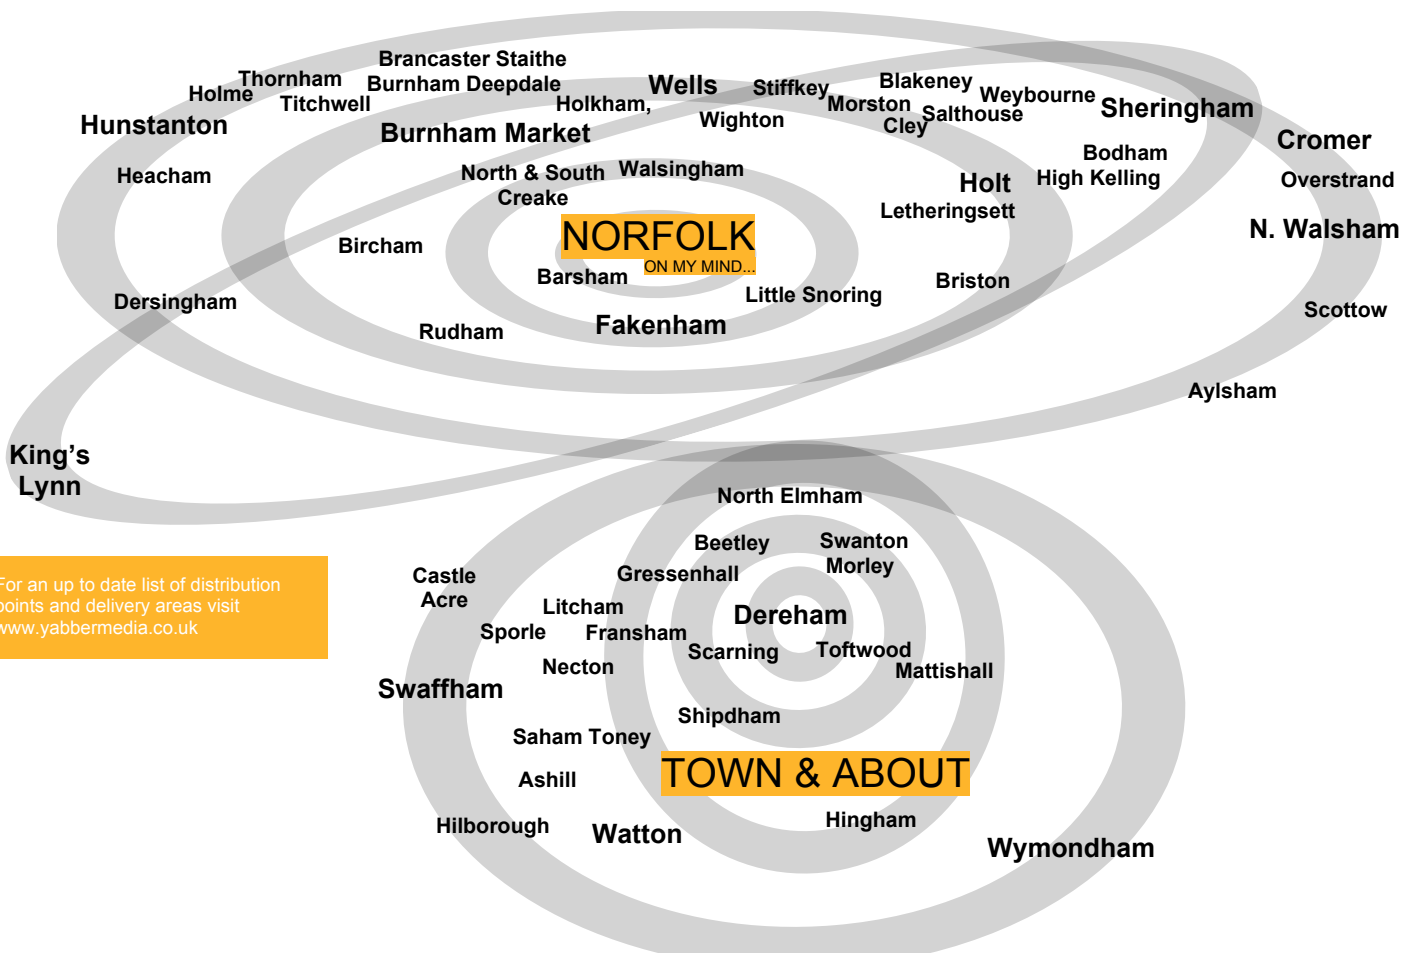 Brancaster Staithe
Thornham
Burnham Deepdale
Wells
Stiffkey
Blakeney
Holme
Titchwell
Holkham,
Morston
Weybourne
Sheringham
Hunstanton
Burnham Market
Wighton
Cley
Salthouse
Cromer
Heacham
North & South
Creake
Walsingham
Bodham
High Kelling
Overstrand
Holt
Letheringsett
N. Walsham
NORFOLK
ON MY MIND...
Bircham
Barsham
Little Snoring
Briston
Dersingham
Rudham
Fakenham
Scottow
Aylsham
King’s
Lynn
North Elmham
Beetley
Swanton
Morley
For an up to date list of distribution
points and delivery areas visit
www.yabbermedia.co.uk
Castle
Acre
Gressenhall
Litcham
Dereham
Sporle
Fransham
Scarning
Toftwood
Necton
Mattishall
Swaffham
Shipdham
Saham Toney
TOWN & ABOUT
Ashill
Hilborough
Watton
Hingham
Wymondham